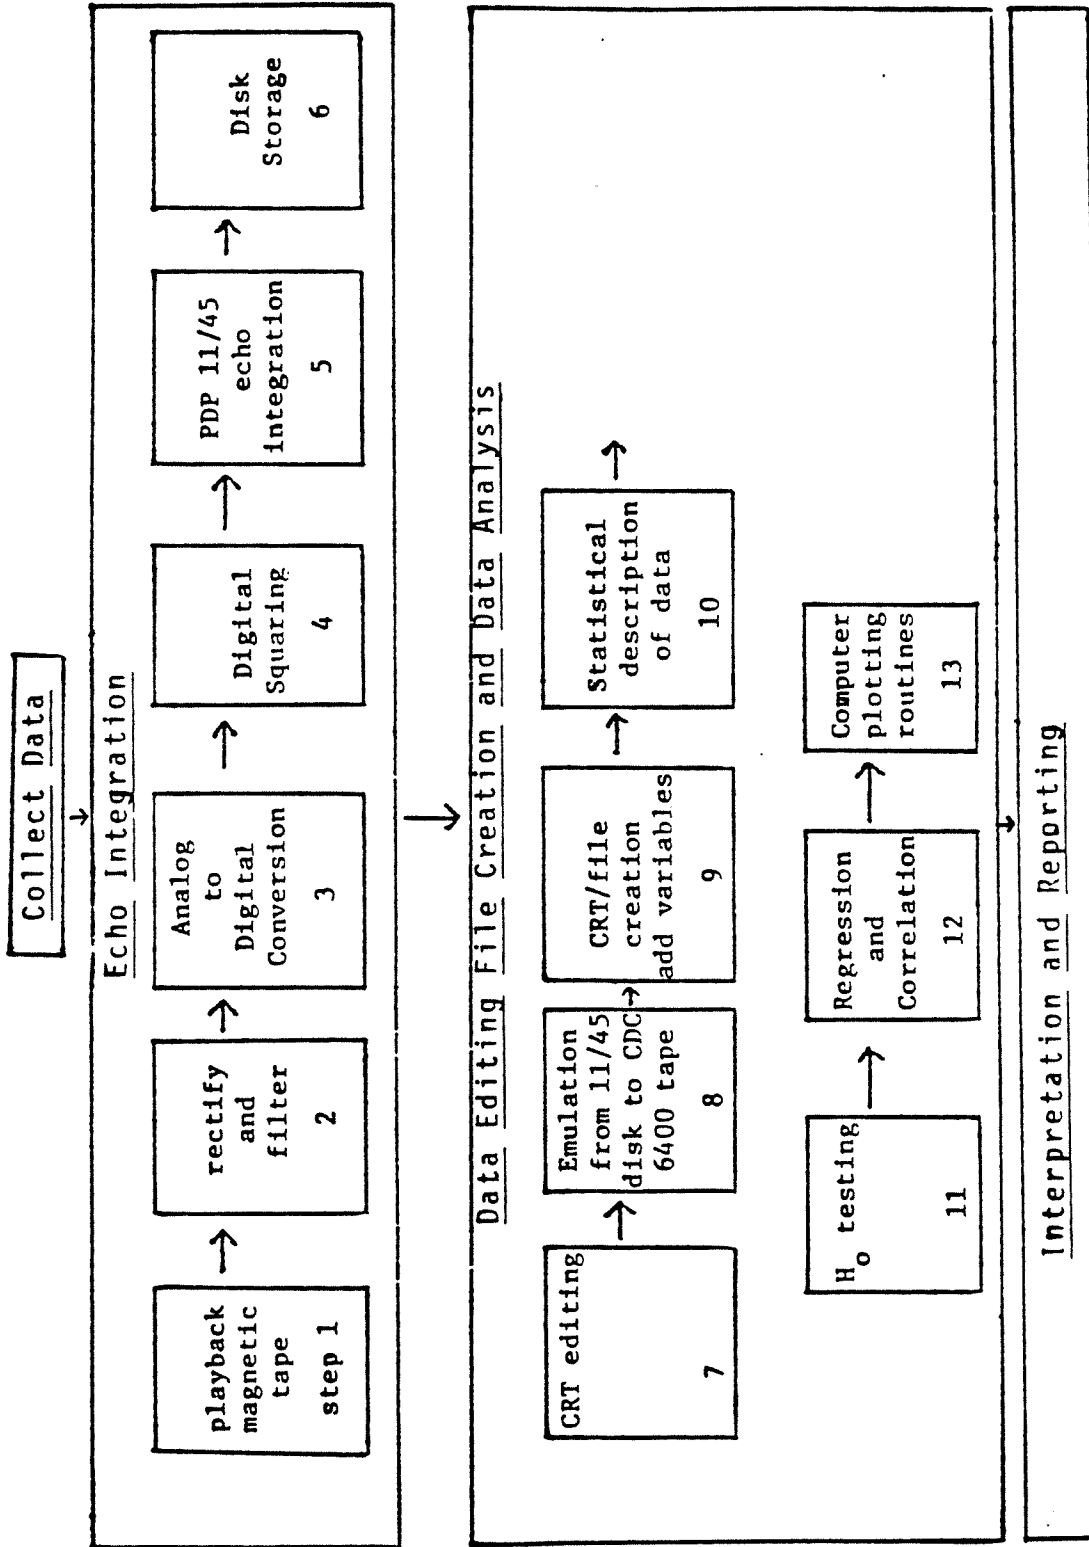 Collect Data
Echo Integration
playback
magnetic
tape
step 1
rectify
and
filter
2
Analog
to
Digital
Conversion
3
Digital
Squaring
4
PDP 11/45
echo
integration
5
Disk
Storage
6
Data Editing File Creation and Data Analysis
CRT editing
7
Emulation
from 11/45
disk to CDC
6400 tape
8
CRT/file
creation
add variables
9
Statistical
description
of data
10
Ho testing
11
Regression
and
Correlation
12
Computer
plotting
routines
13
Interpretation and Reporting